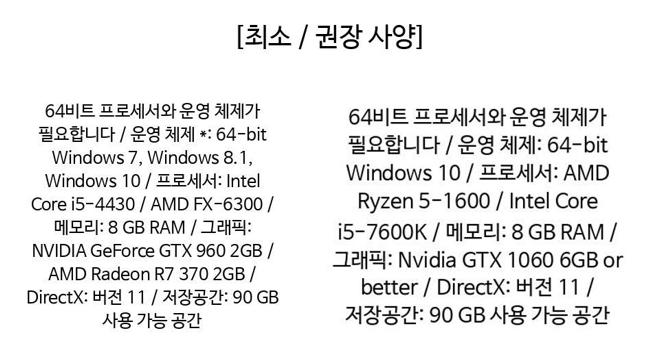 [최소 / 권장 사양]
64비트 프로세서와 운영 체제가
필요합니다 / 운영 체제 *: 64-bit
Windows 7, Windows 8.1,
Windows 10 / 프로세서: Intel
Core i5-4430 / AMD FX-6300 /
메모리: 8 GB RAM / 그래픽:
NVIDIA GeForce GTX 960 2GB /
AMD Radeon R7 370 2GB /
DirectX: 버전 11 / 저장공간: 90 GB
사용 가능 공간
64비트 프로세서와 운영 체제가
필요합니다 / 운영 체제: 64-bit
Windows 10 / 프로세서: AMD
Ryzen 5-1600 / Intel Core
i5-7600K / 메모리: 8 GB RAM /
그래픽: Nvidia GTX 1060 6GB or
better / DirectX: 버전 11 /
저장공간: 90 GB 사용 가능 공간